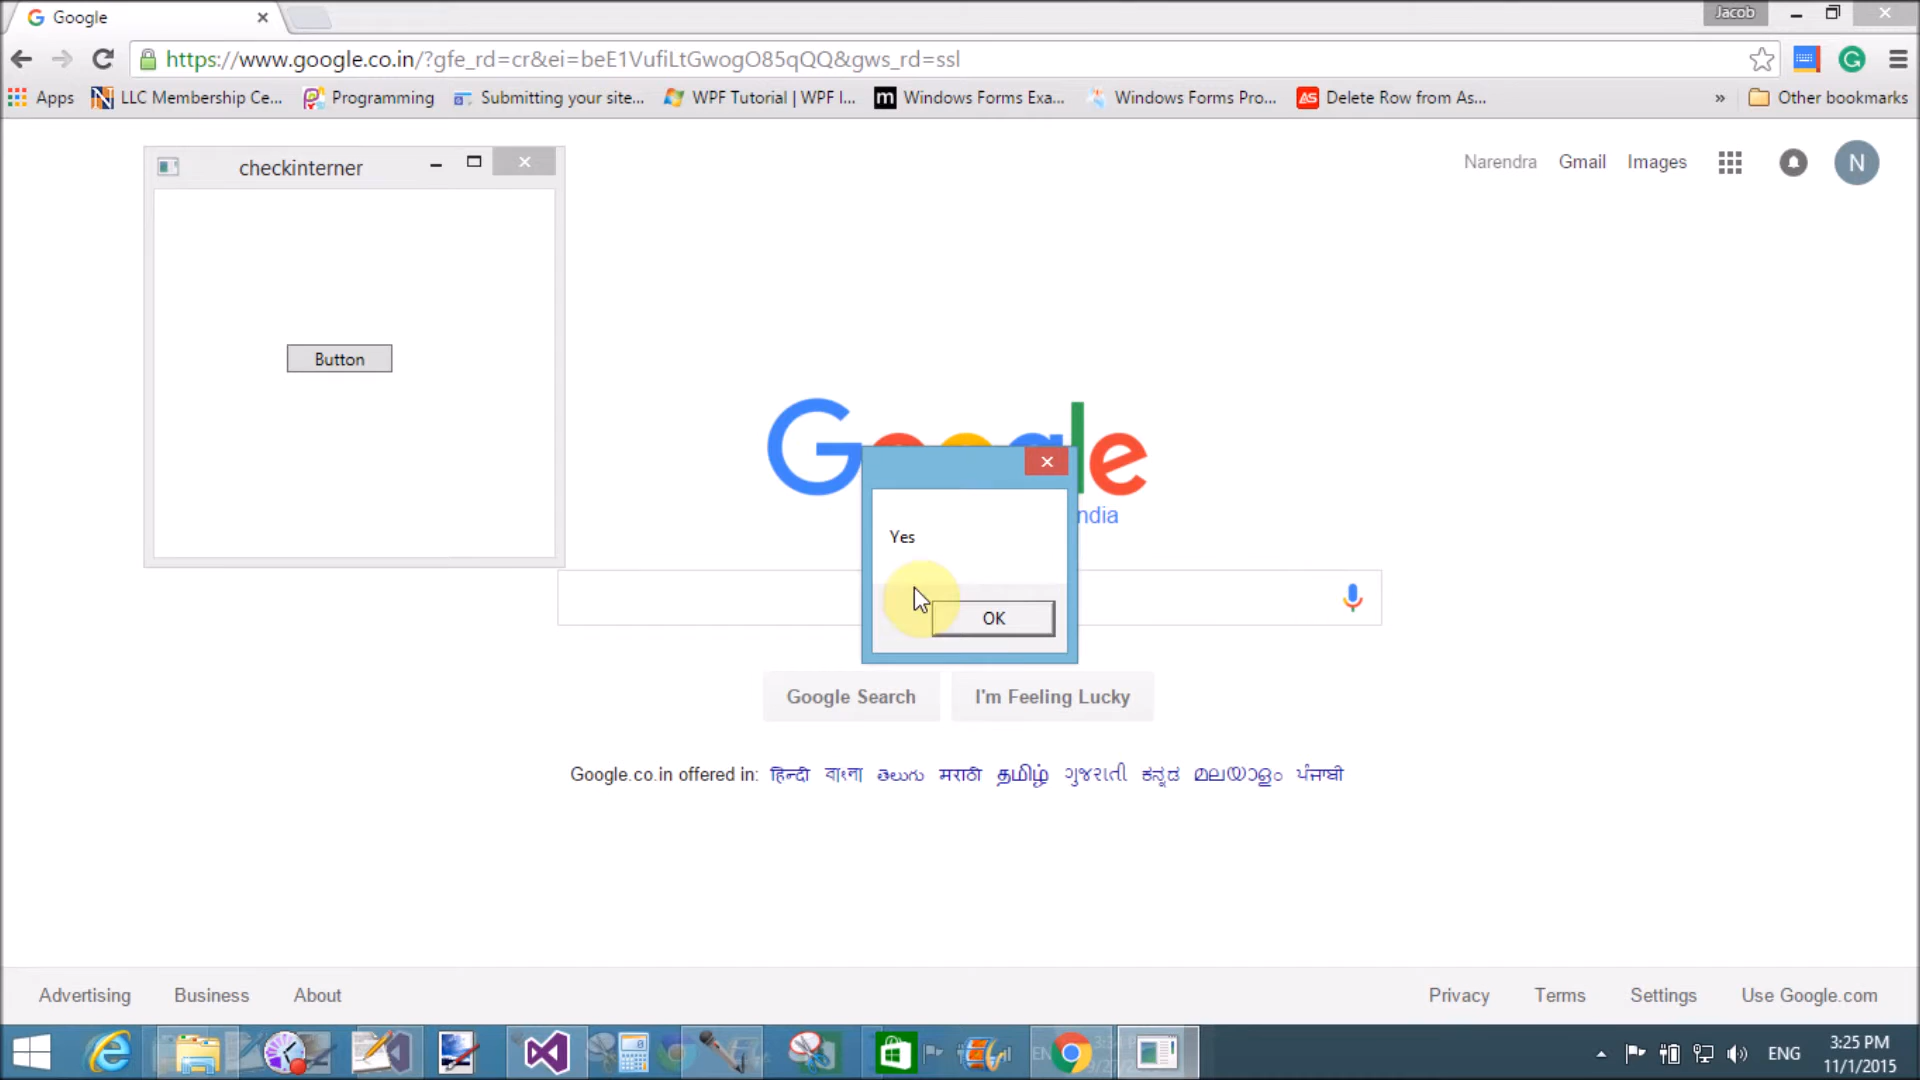 Google
Jacob
https://www.google.co.in/?gfe_rd=cr&ei=beE1VufiLtGwogO85qQQ&gws_rd=ssl
Apps LLC Membership Ce... Programming Submitting your site... WPF Tutorial | WPF I... Windows Forms Exa... Windows Forms Pro... Delete Row from As... » Other bookmarks
checkinterner
Narendra Gmail Images N
Button
Google
ndia
Yes
OK
Google Search I'm Feeling Lucky
Google.co.in offered in: हिन्दी বাংলা తెలుగు मराठी தமிழ் ગુજરાતી ಕನ್ನಡ മലയാളം ਪੰਜਾਬੀ
Advertising Business About Privacy Terms Settings Use Google.com
ENG
3:25 PM
11/1/2015